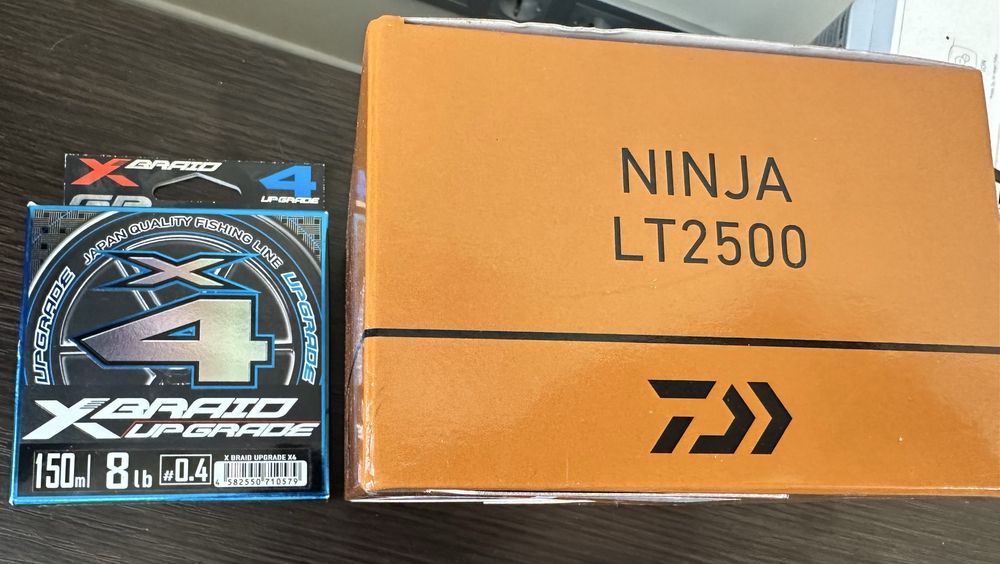 X BRAID
4
UPGRADE
JAPAN QUALITY FISHING LINE
UPGRADE
UPGRADE
X
4
XBRAID
UPGRADE
150m 8lb #0.4
X BRAID UPGRADE X4
4 582550 710579
NINJA
LT2500